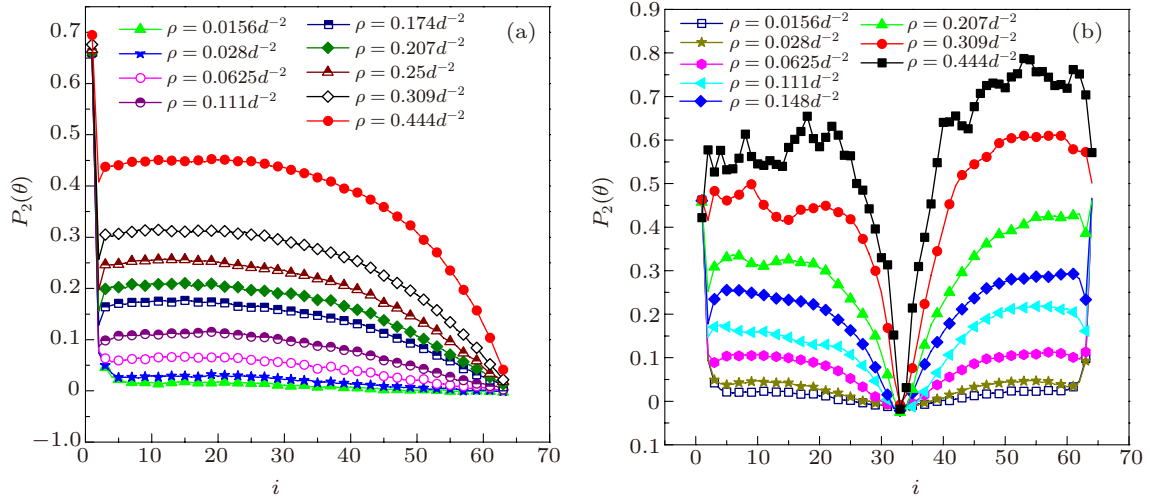 (a)
ρ = 0.0156d⁻²
ρ = 0.028d⁻²
ρ = 0.0625d⁻²
ρ = 0.111d⁻²
ρ = 0.174d⁻²
ρ = 0.207d⁻²
ρ = 0.25d⁻²
ρ = 0.309d⁻²
ρ = 0.444d⁻²
P₂(θ)
0.7
0.6
0.5
0.4
0.3
0.2
0.1
0
−1.0
0 10 20 30 40 50 60 70
i
(b)
ρ = 0.0156d⁻²
ρ = 0.028d⁻²
ρ = 0.0625d⁻²
ρ = 0.111d⁻²
ρ = 0.148d⁻²
ρ = 0.207d⁻²
ρ = 0.309d⁻²
ρ = 0.444d⁻²
P₂(θ)
0.9
0.8
0.7
0.6
0.5
0.4
0.3
0.2
0.1
0
0.1
0 10 20 30 40 50 60 70
i